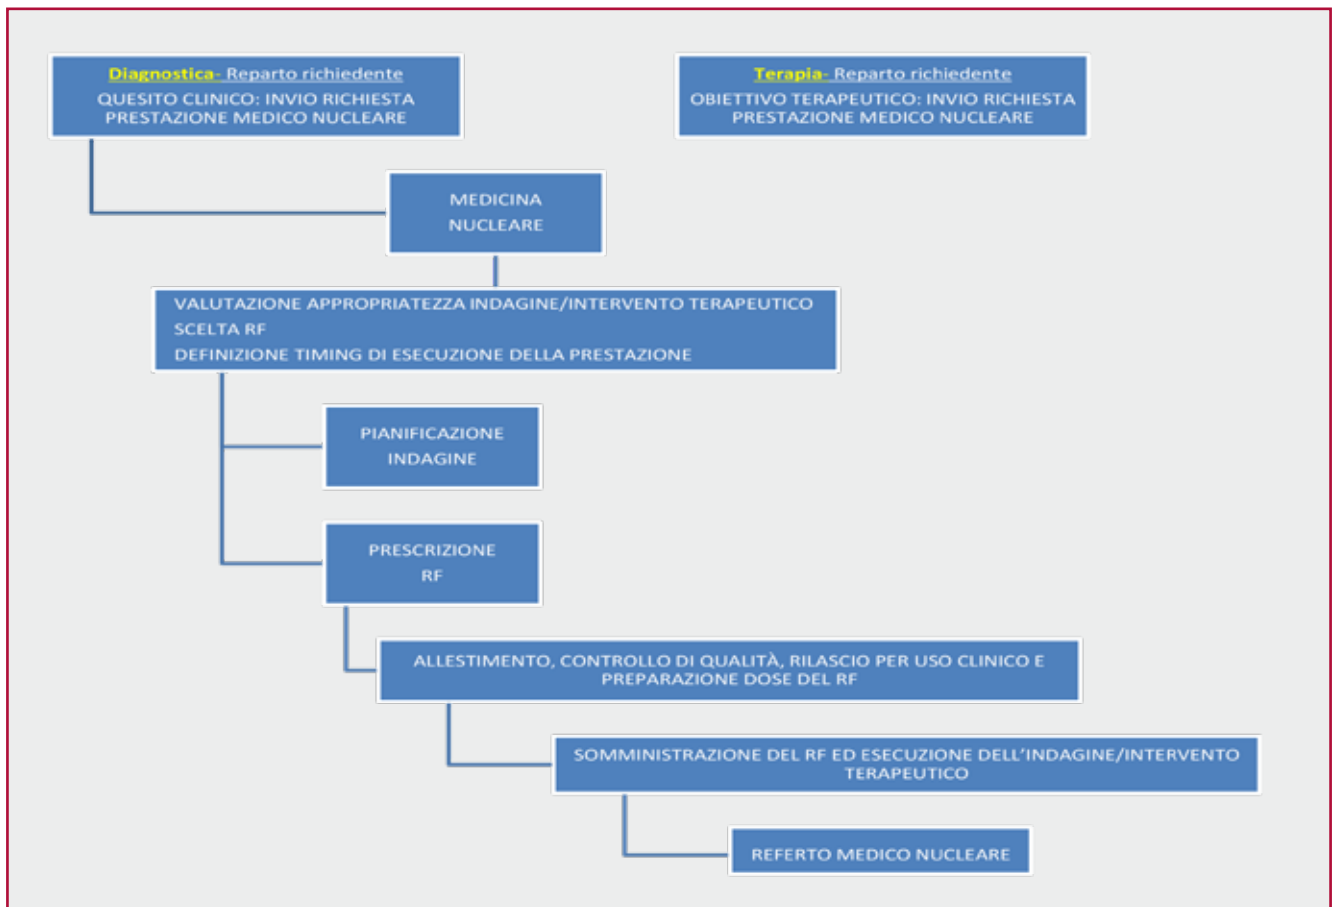 Diagnostica- Reparto richiedente
QUESITO CLINICO: INVIO RICHIESTA
PRESTAZIONE MEDICO NUCLEARE
Terapia- Reparto richiedente
OBIETTIVO TERAPEUTICO: INVIO RICHIESTA
PRESTAZIONE MEDICO NUCLEARE
MEDICINA
NUCLEARE
VALUTAZIONE APPROPRIATEZZA INDAGINE/INTERVENTO TERAPEUTICO
SCELTA RF
DEFINIZIONE TIMING DI ESECUZIONE DELLA PRESTAZIONE
PIANIFICAZIONE
INDAGINE
PRESCRIZIONE
RF
ALLESTIMENTO, CONTROLLO DI QUALITÀ, RILASCIO PER USO CLINICO E
PREPARAZIONE DOSE DEL RF
SOMMINISTRAZIONE DEL RF ED ESECUZIONE DELL’INDAGINE/INTERVENTO
TERAPEUTICO
REFERTO MEDICO NUCLEARE